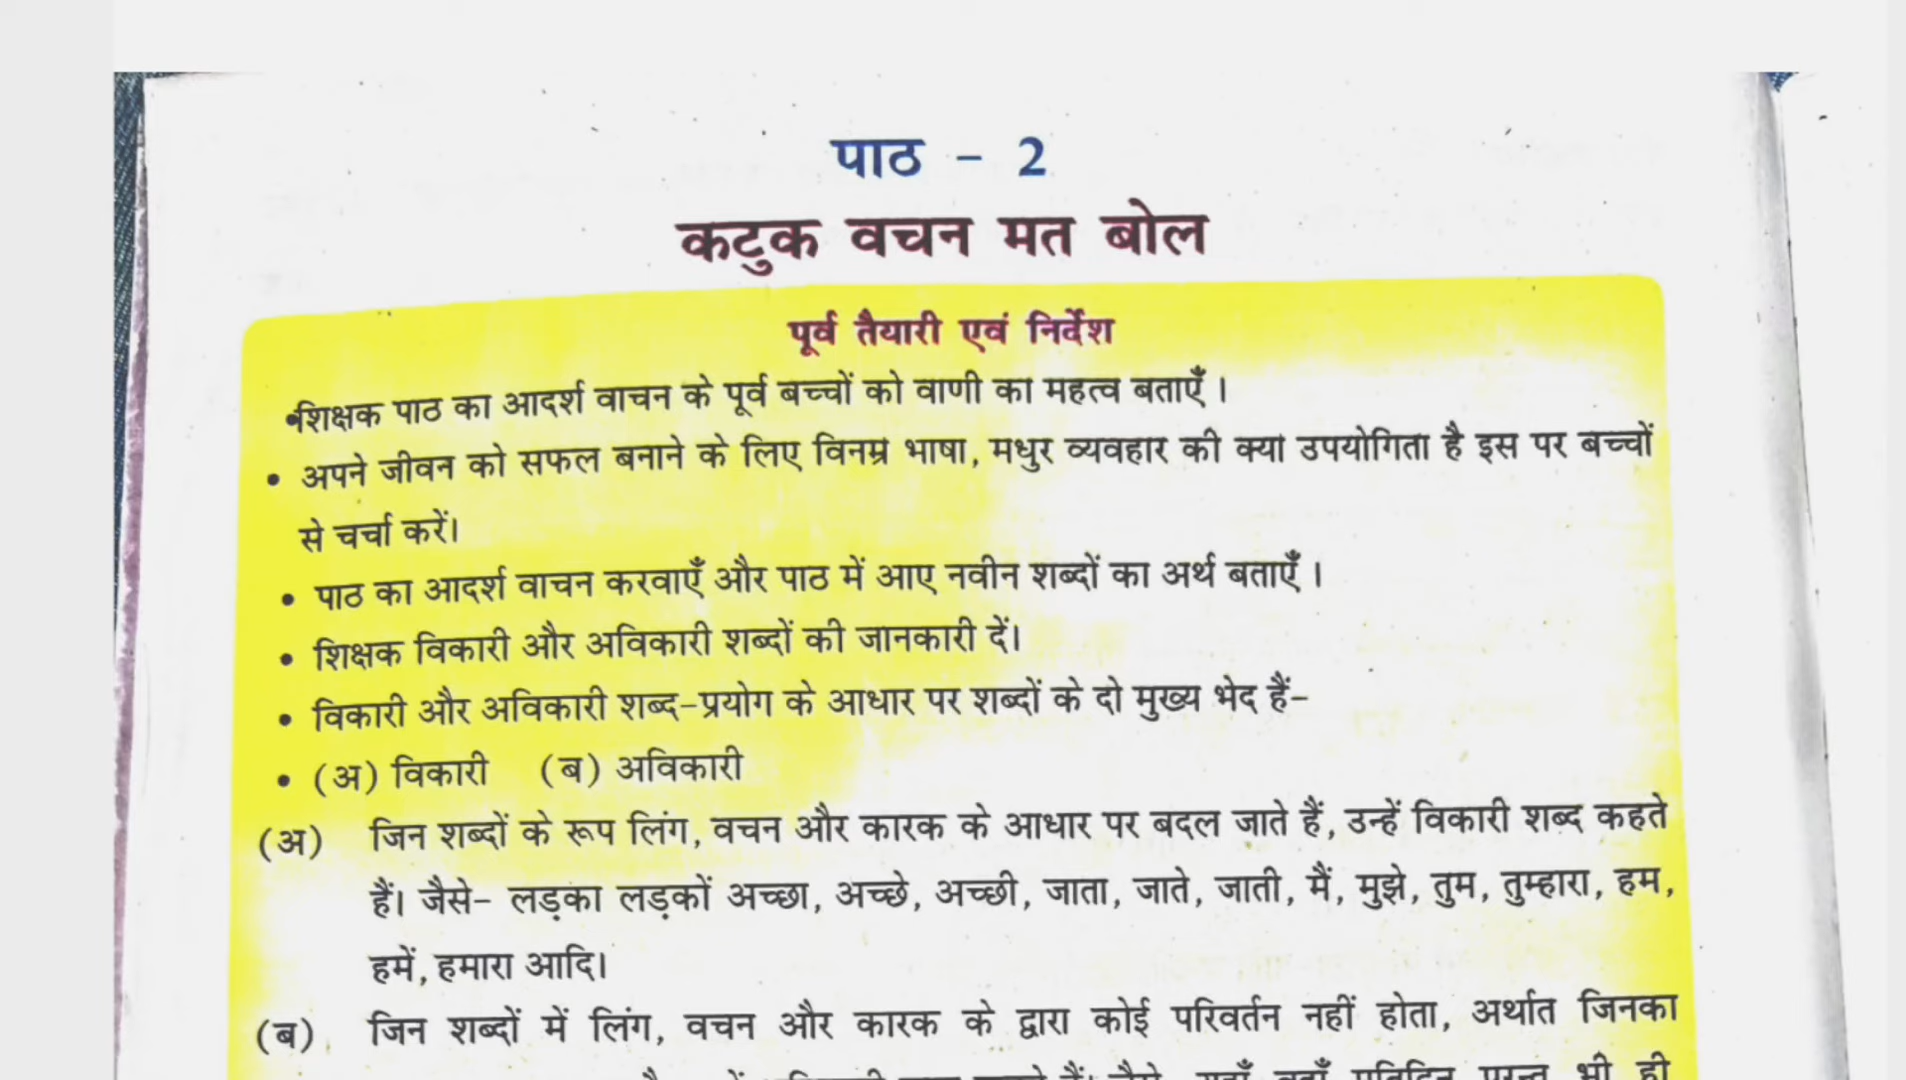 पाठ - 2
कटुक वचन मत बोल
पूर्व तैयारी एवं निर्देश
•शिक्षक पाठ का आदर्श वाचन के पूर्व बच्चों को वाणी का महत्व बताएँ।
• अपने जीवन को सफल बनाने के लिए विनम्र भाषा, मधुर व्यवहार की क्या उपयोगिता है इस पर बच्चों
से चर्चा करें।
• पाठ का आदर्श वाचन करवाएँ और पाठ में आए नवीन शब्दों का अर्थ बताएँ।
• शिक्षक विकारी और अविकारी शब्दों की जानकारी दें।
• विकारी और अविकारी शब्द-प्रयोग के आधार पर शब्दों के दो मुख्य भेद हैं-
• (अ) विकारी (ब) अविकारी
(अ) जिन शब्दों के रूप लिंग, वचन और कारक के आधार पर बदल जाते हैं, उन्हें विकारी शब्द कहते
हैं। जैसे- लड़का लड़कों अच्छा, अच्छे, अच्छी, जाता, जाते, जाती, मैं, मुझे, तुम, तुम्हारा, हम,
हमें, हमारा आदि।
(ब) जिन शब्दों में लिंग, वचन और कारक के द्वारा कोई परिवर्तन नहीं होता, अर्थात जिनका